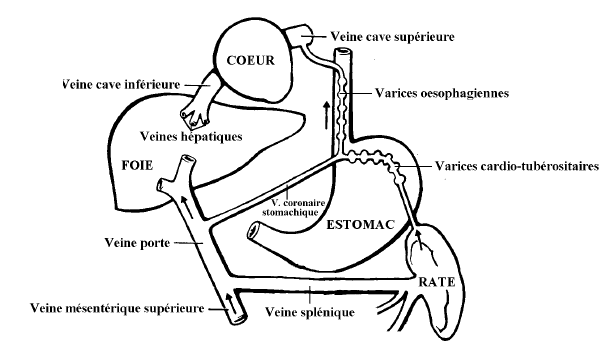 Veine cave supérieure
COEUR
Veine cave inférieure
Varices oesophagiennes
Veines hépatiques
FOIE
Varices cardio-tubérositaires
V. coronaire
stomachique
ESTOMAC
Veine porte
RATE
Veine mésentérique supérieure
Veine splénique